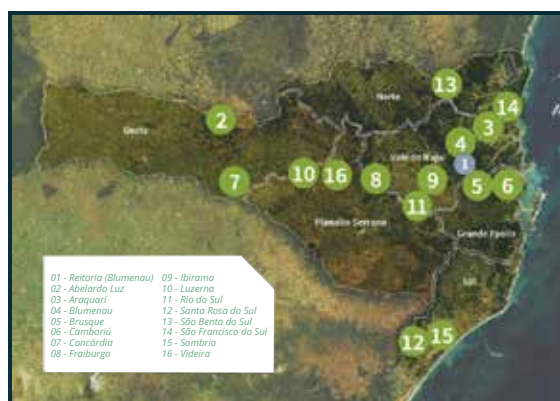 13
Norte
14
2
3
Oeste
4
Vale do Itajaí
1
10
16
8
9
5
6
7
11
Planalto Serrano
Grande Fpolis
Sul
12
15
01 - Reitoria (Blumenau)
02 - Abelardo Luz
03 - Araquari
04 - Blumenau
05 - Brusque
06 - Camboriú
07 - Concórdia
08 - Fraiburgo
09 - Ibirama
10 - Luzerna
11 - Rio do Sul
12 - Santa Rosa do Sul
13 - São Bento do Sul
14 - São Francisco do Sul
15 - Sombrio
16 - Videira